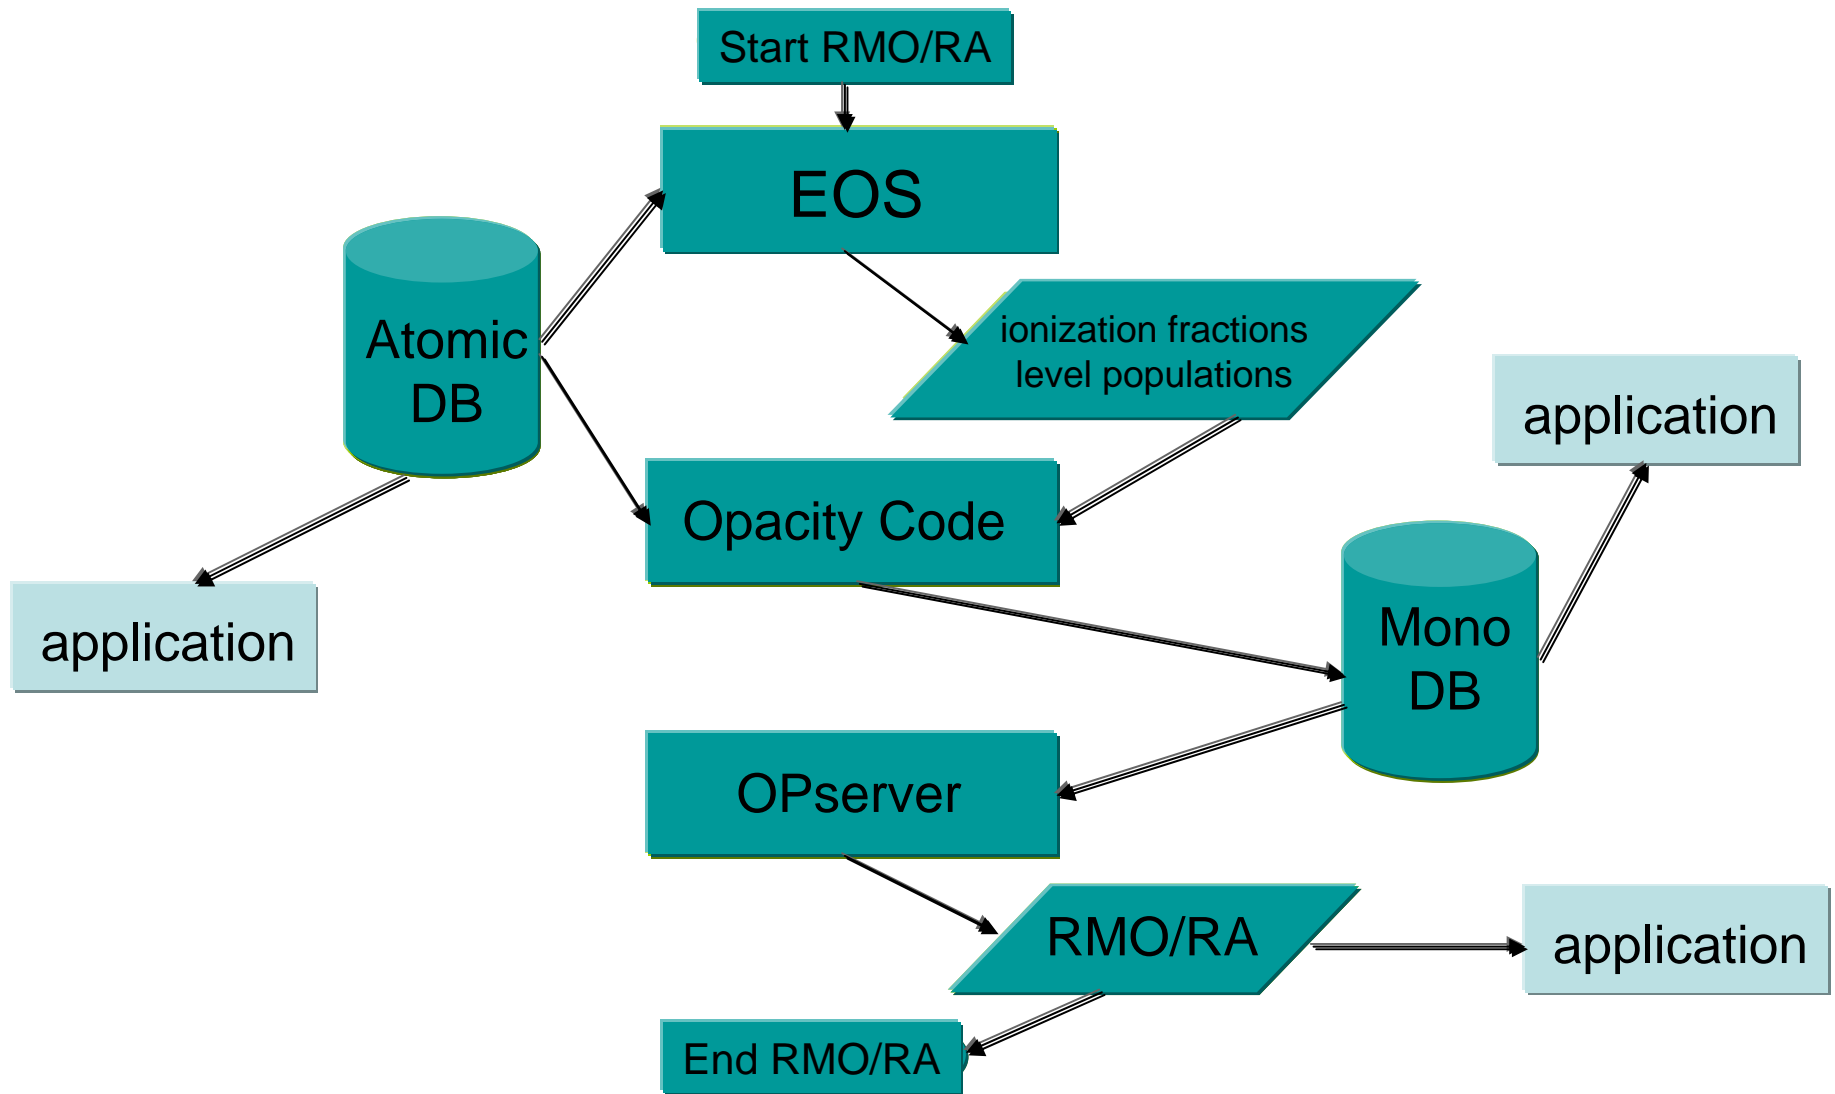 Start RMO/RA
EOS
Atomic
DB
ionization fractions
level populations
application
Opacity Code
application
Mono
DB
OPserver
RMO/RA
application
End RMO/RA